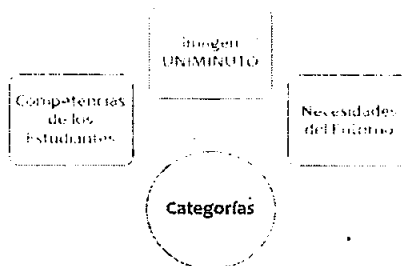 Imagen
UNIMINUTO
Competencias
de los
Estudiantes
Necesidades
del Entorno
Categorías